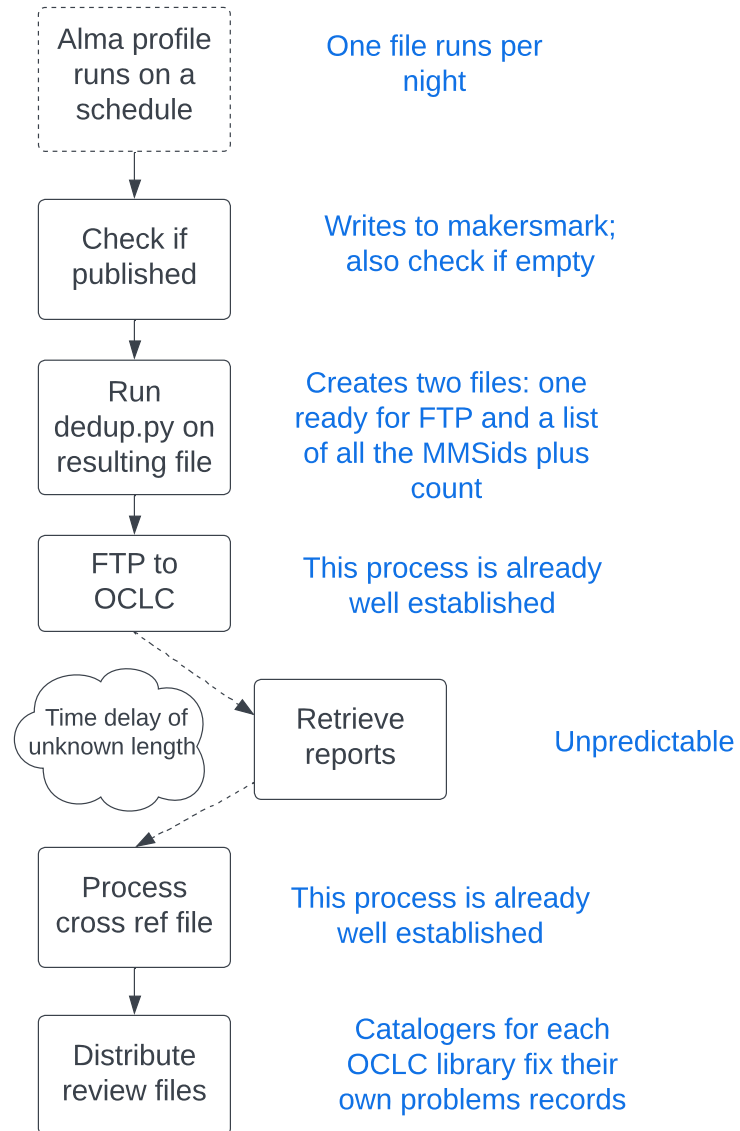 Alma profile
runs on a
schedule
One file runs per
night
Check if
published
Writes to makersmark;
also check if empty
Run
dedup.py on
resulting file
Creates two files: one
ready for FTP and a list
of all the MMSids plus
count
FTP to
OCLC
This process is already
well established
Time delay of
unknown length
Retrieve
reports
Unpredictable
Process
cross ref file
This process is already
well established
Distribute
review files
Catalogers for each
OCLC library fix their
own problems records